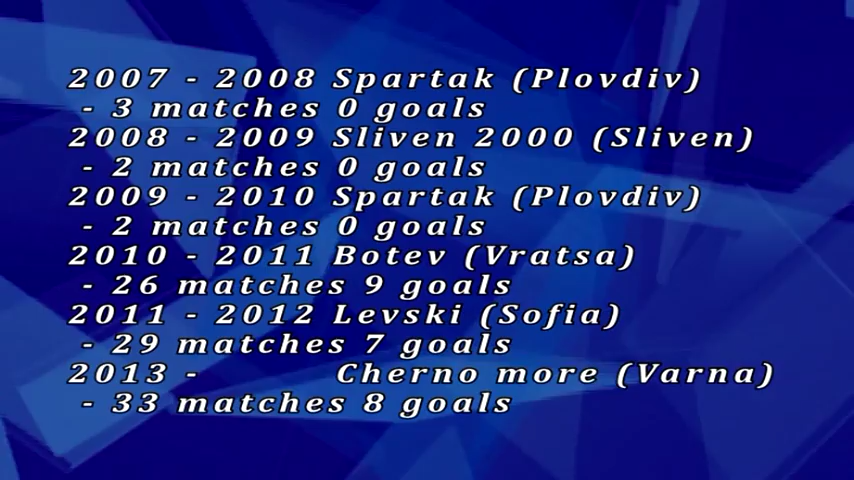 2007 - 2008 Spartak (Plovdiv)
- 3 matches 0 goals
2008 - 2009 Sliven 2000 (Sliven)
- 2 matches 0 goals
2009 - 2010 Spartak (Plovdiv)
- 2 matches 0 goals
2010 - 2011 Botev (Vratsa)
- 26 matches 9 goals
2011 - 2012 Levski (Sofia)
- 29 matches 7 goals
2013 - Cherno more (Varna)
- 33 matches 8 goals